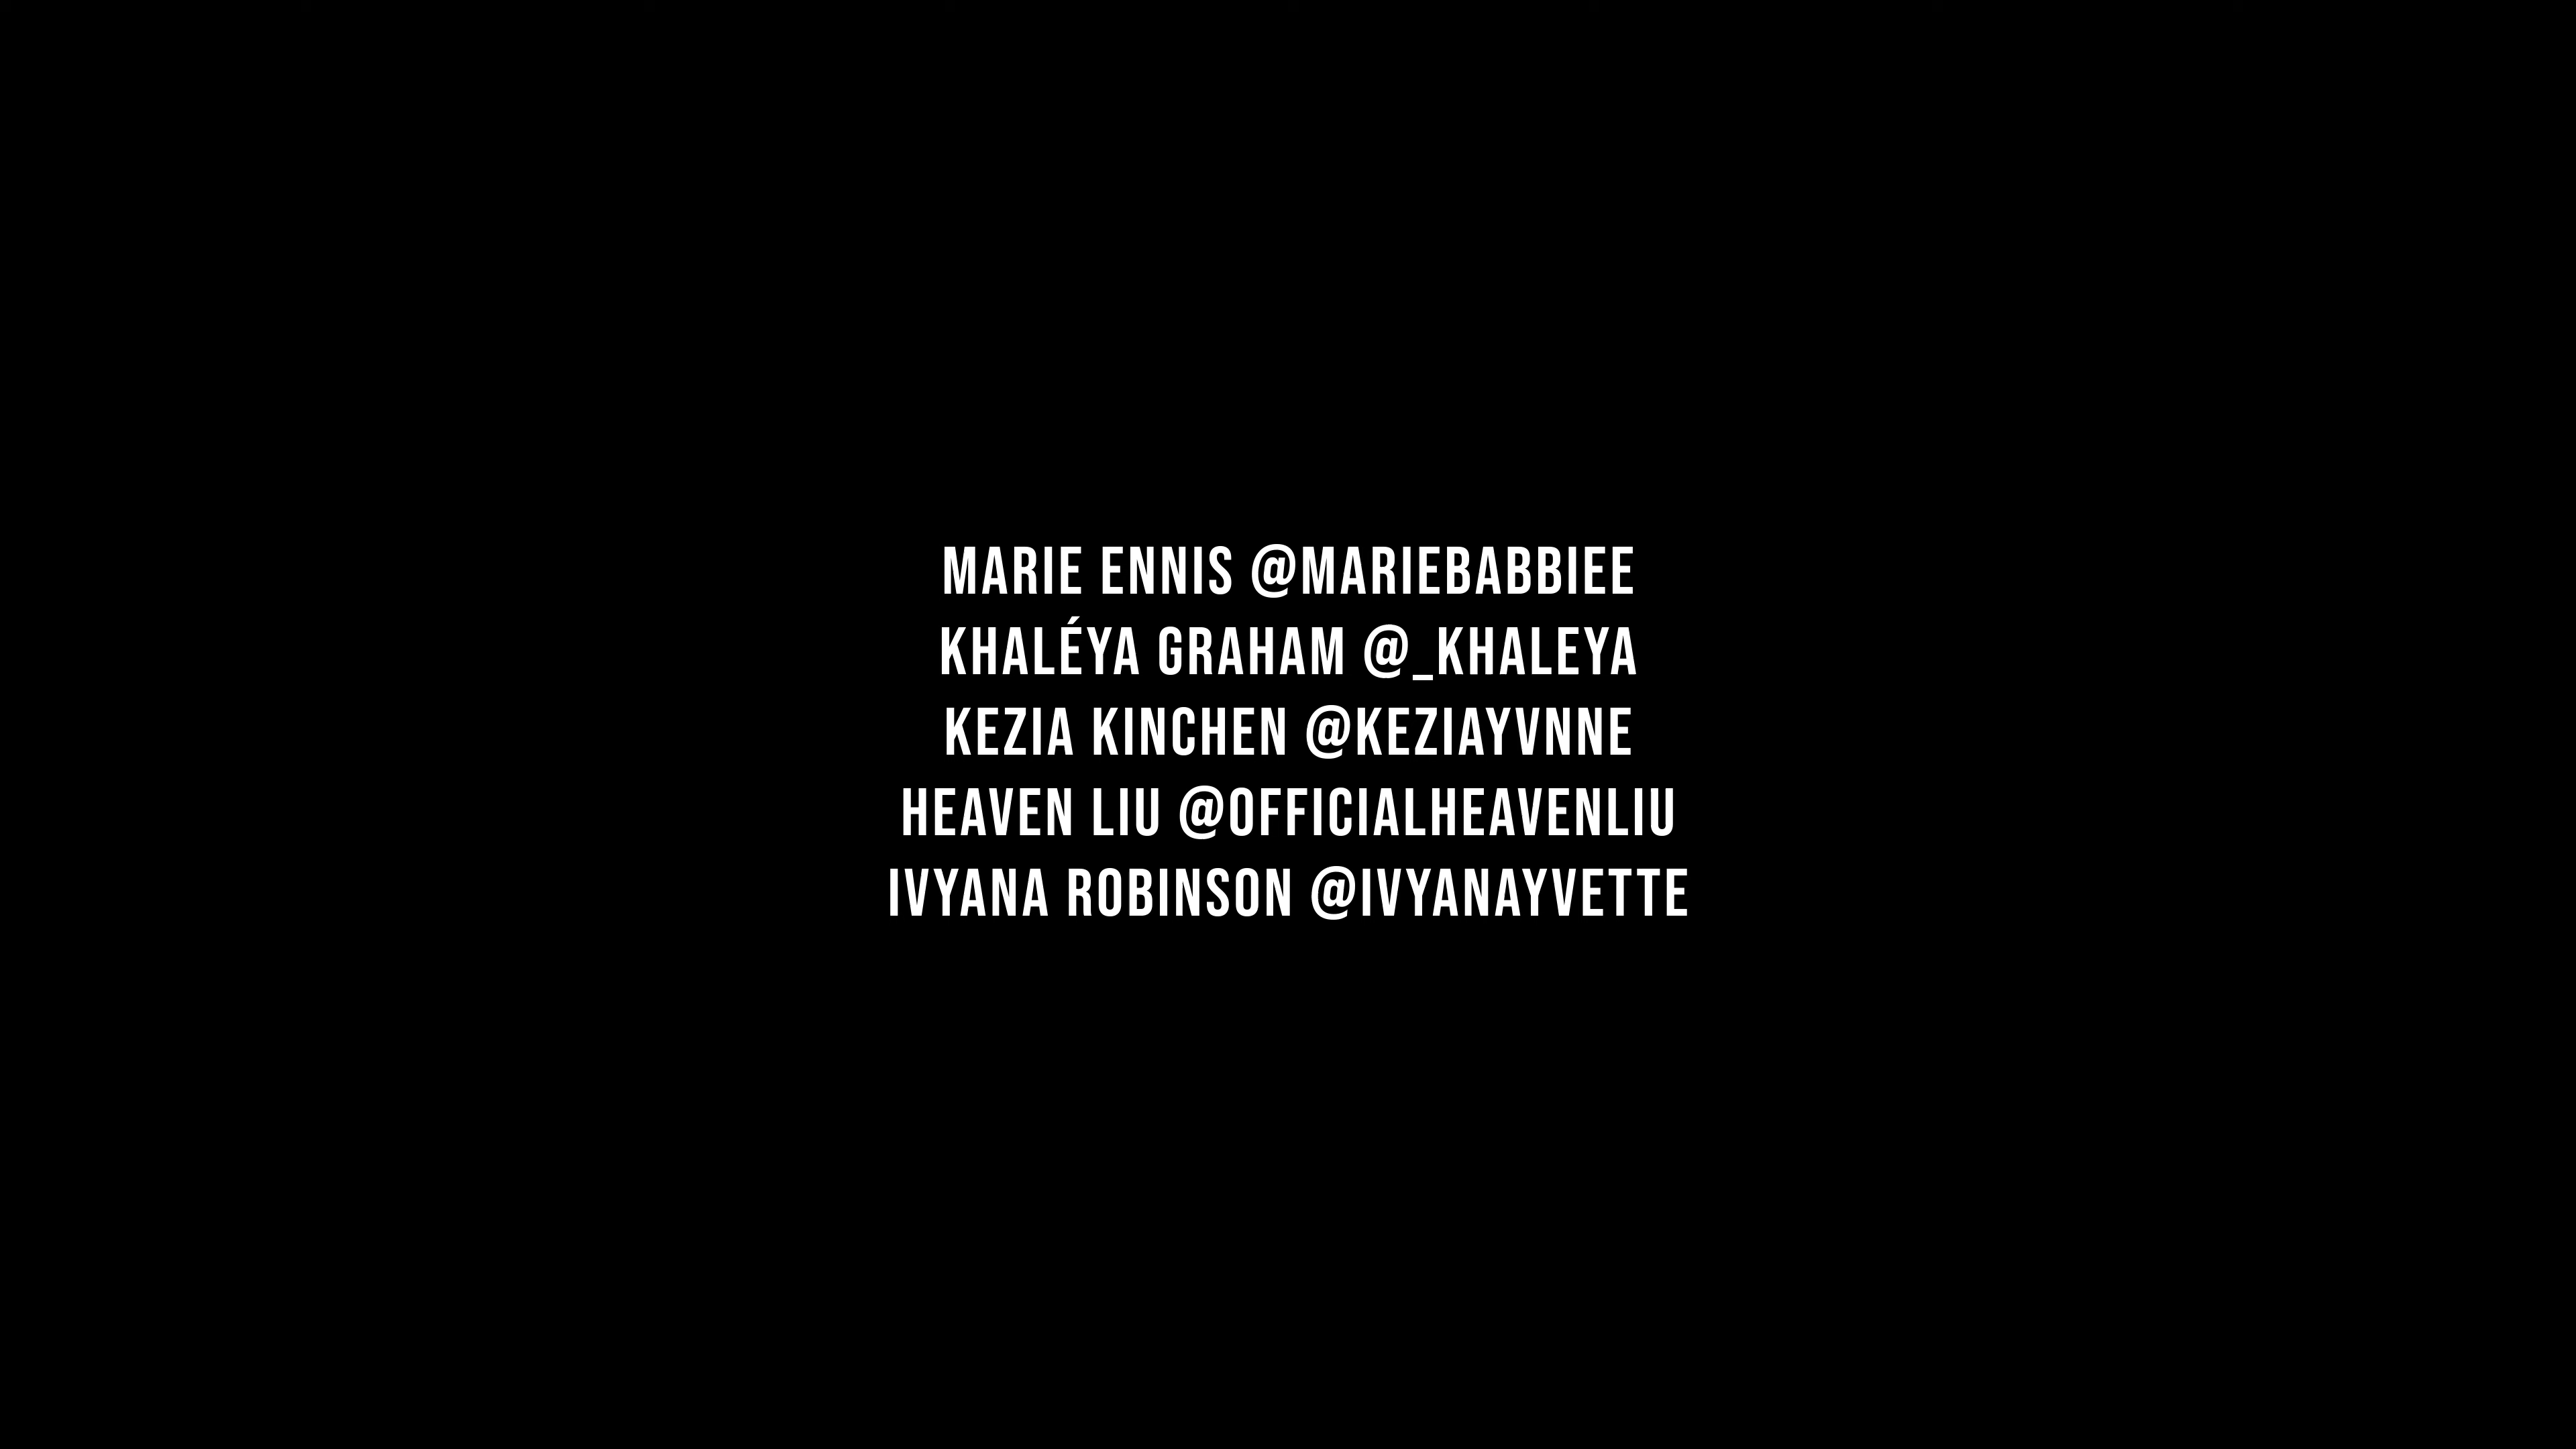 MARIE ENNIS @MARIEBABBIEE
KHALÉYA GRAHAM @_KHALEYA
KEZIA KINCHEN @KEZIAYVNNE
HEAVEN LIU @OFFICIALHEAVENLIU
IVYANA ROBINSON @IVYANAYVETTE